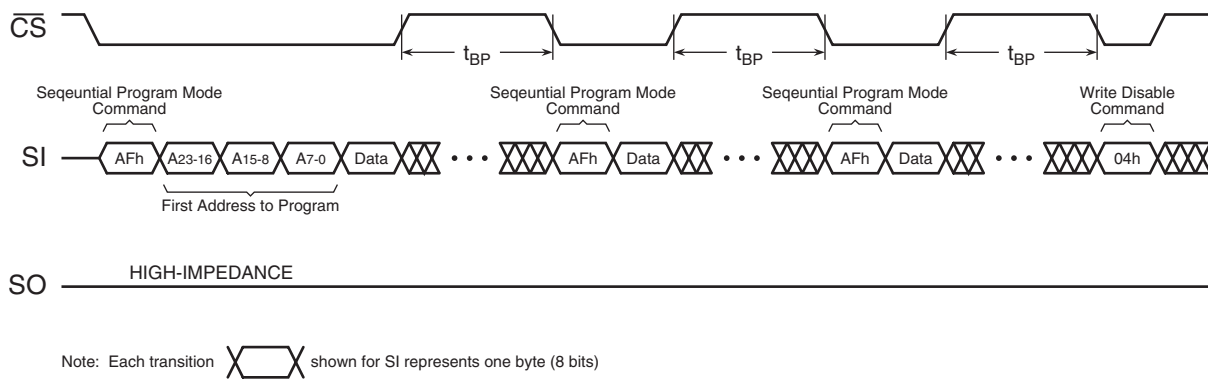 CS
tBP tBP tBP
Seqeuntial Program Mode Command
Seqeuntial Program Mode Command
Seqeuntial Program Mode Command
Write Disable Command
SI AFh A23-16 A15-8 A7-0 Data • • • AFh Data • • • AFh Data • • • 04h
First Address to Program
SO HIGH-IMPEDANCE
Note: Each transition shown for SI represents one byte (8 bits)